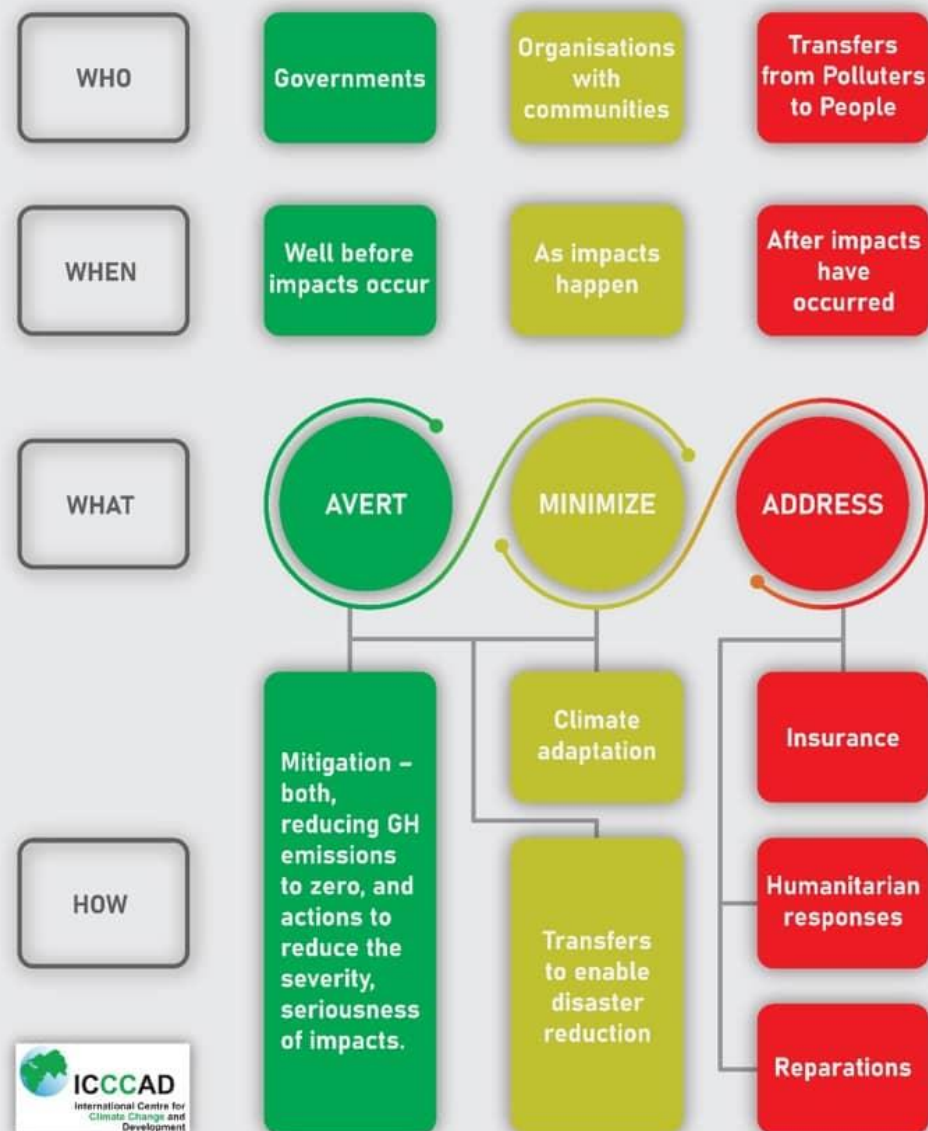 WHO
Governments
Organisations
with
communities
Transfers
from Polluters
to People
WHEN
Well before
impacts occur
As impacts
happen
After impacts
have
occurred
WHAT
AVERT
MINIMIZE
ADDRESS
HOW
Mitigation –
both,
reducing GH
emissions
to zero, and
actions to
reduce the
severity,
seriousness
of impacts.
Climate
adaptation
Transfers
to enable
disaster
reduction
Insurance
Humanitarian
responses
Reparations
ICCCAD
International Centre for
Climate Change and
Development